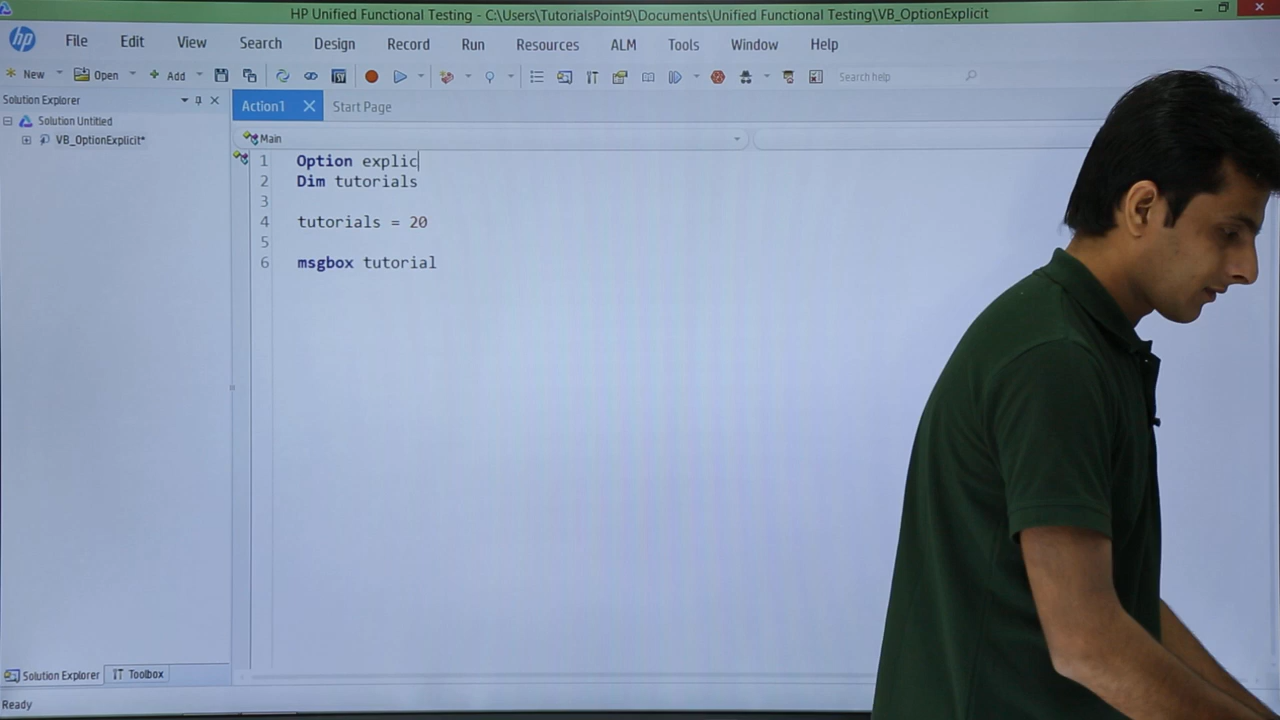 HP Unified Functional Testing - C:\Users\TutorialsPoint9\Documents\Unified Functional Testing\VB_OptionExplicit
hp File Edit View Search Design Record Run Resources ALM Tools Window Help
New Open Add Search help
Solution Explorer
Action1 Start Page
Solution Untitled
VB_OptionExplicit*
Main
1 Option explic
2 Dim tutorials
3
4 tutorials = 20
5
6 msgbox tutorial
Solution Explorer Toolbox
Ready